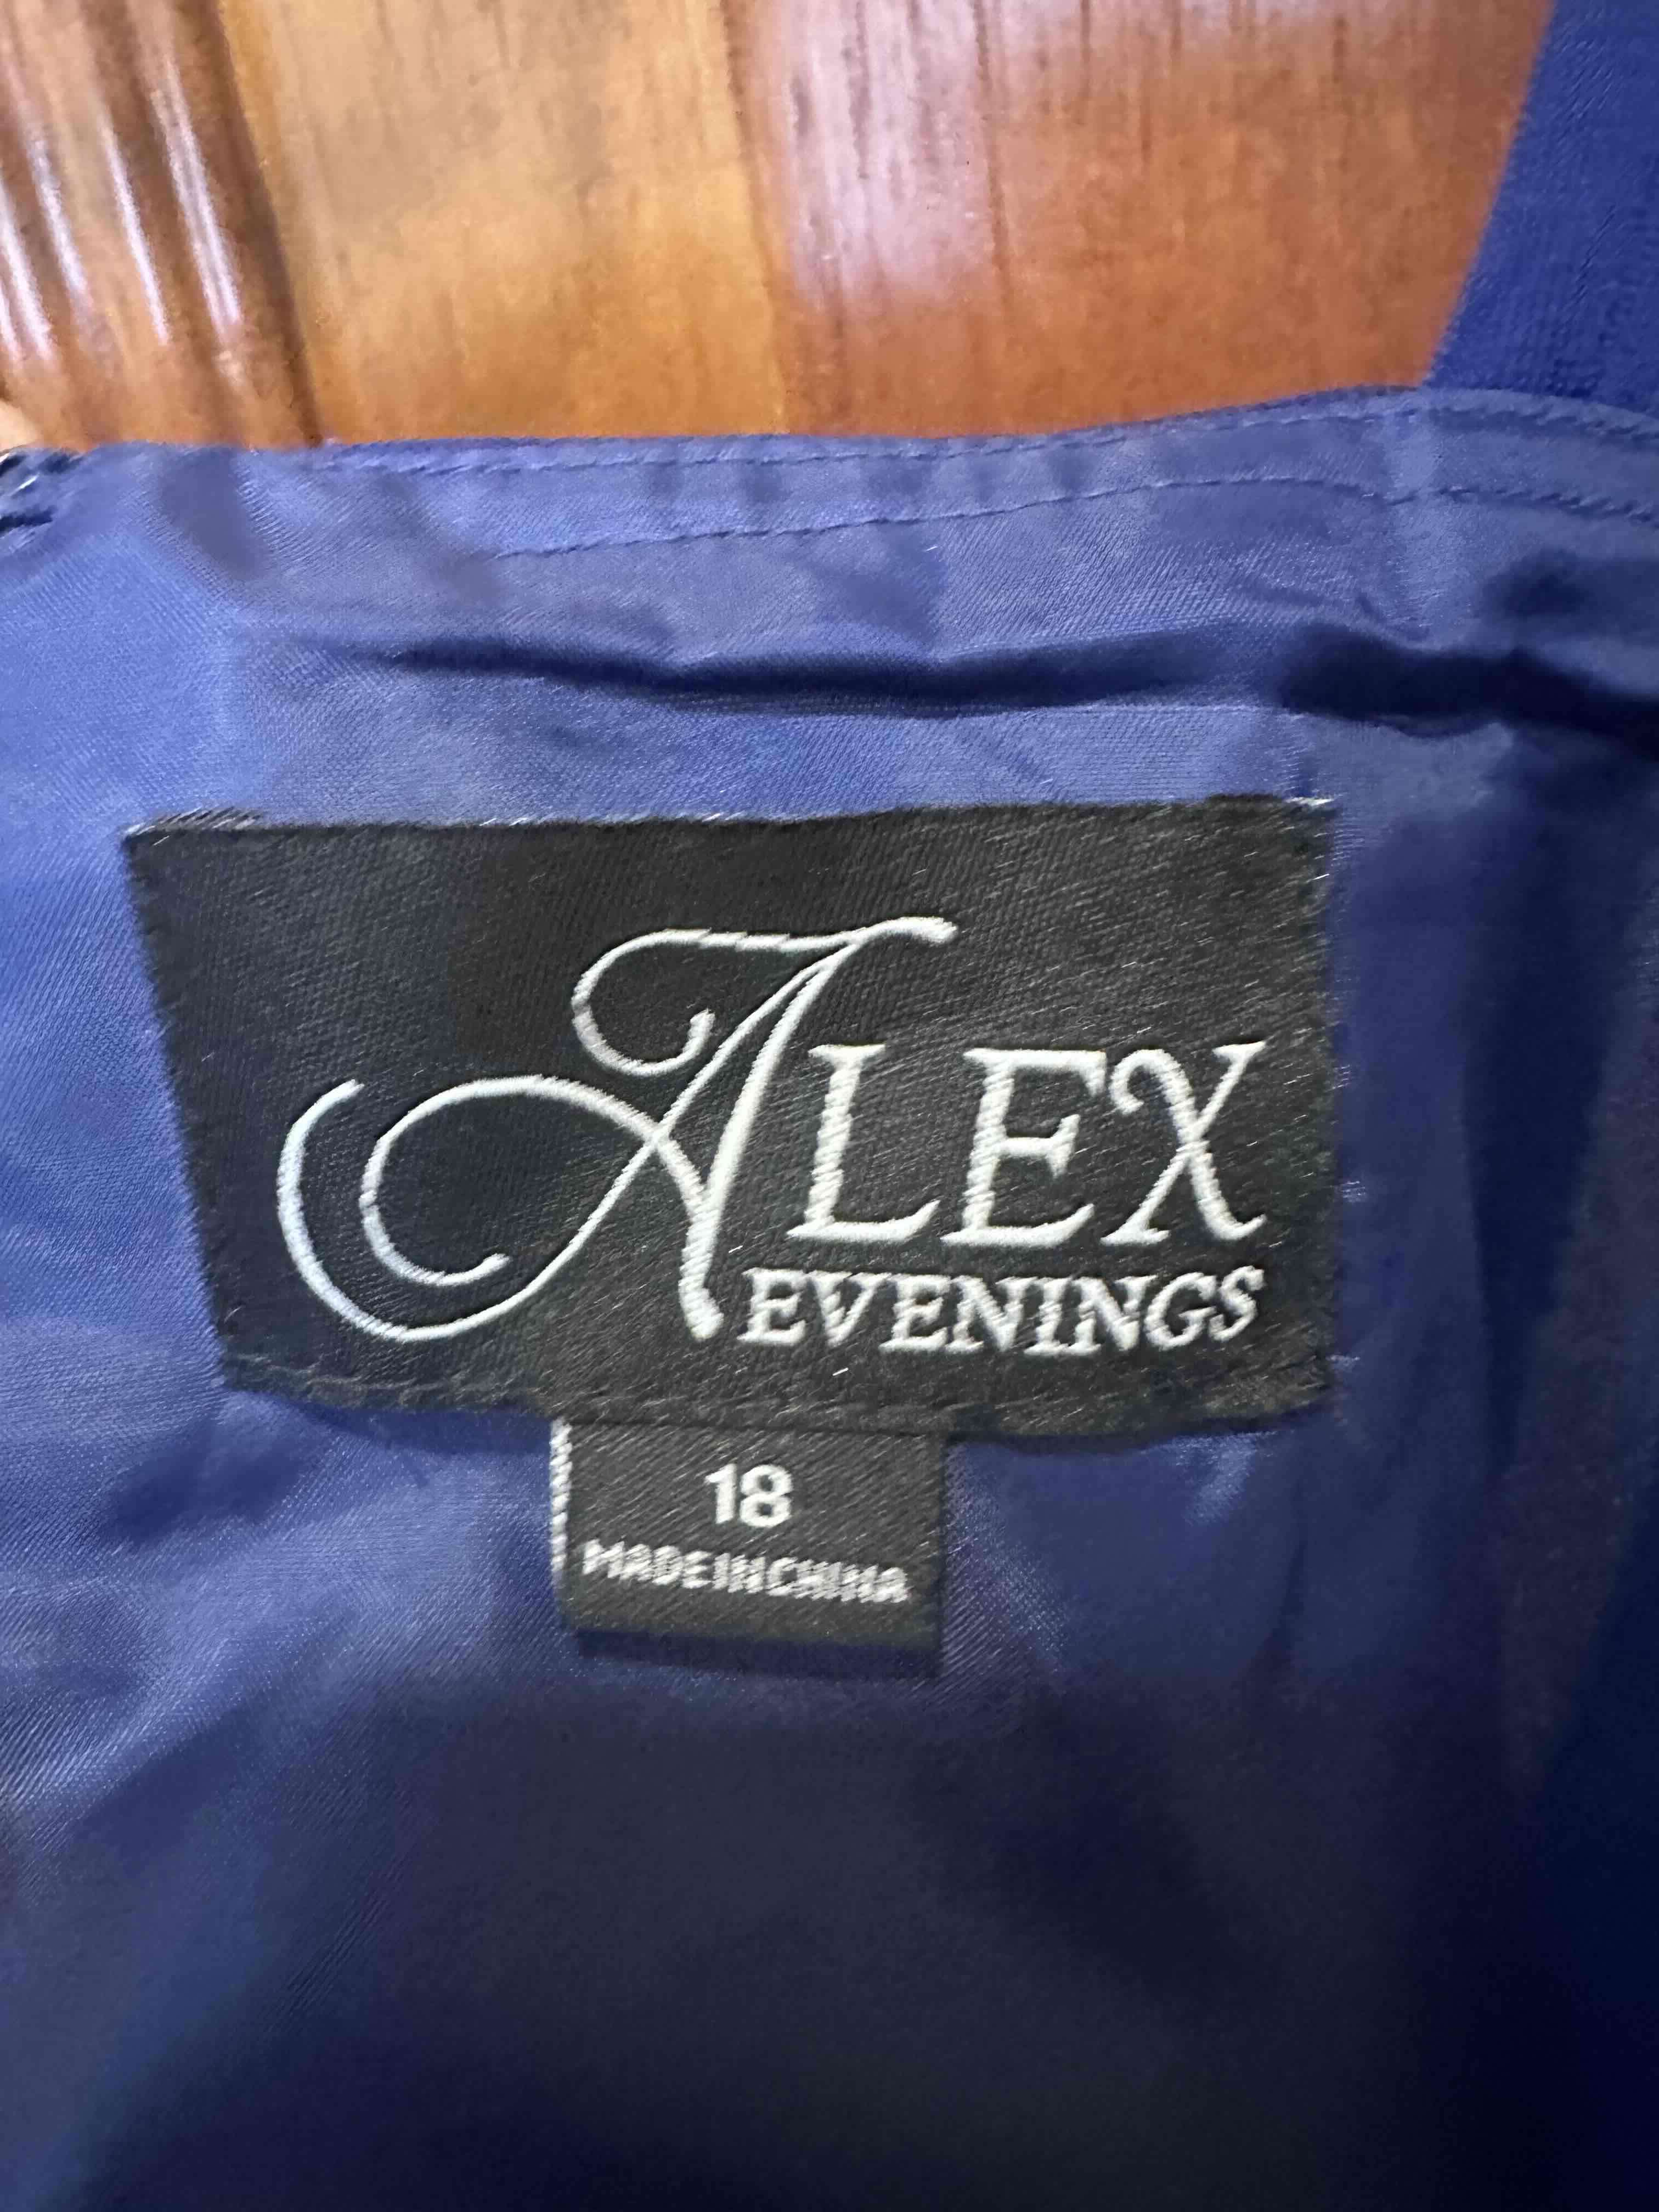 ALEX
EVENINGS
18
MADE IN CHINA